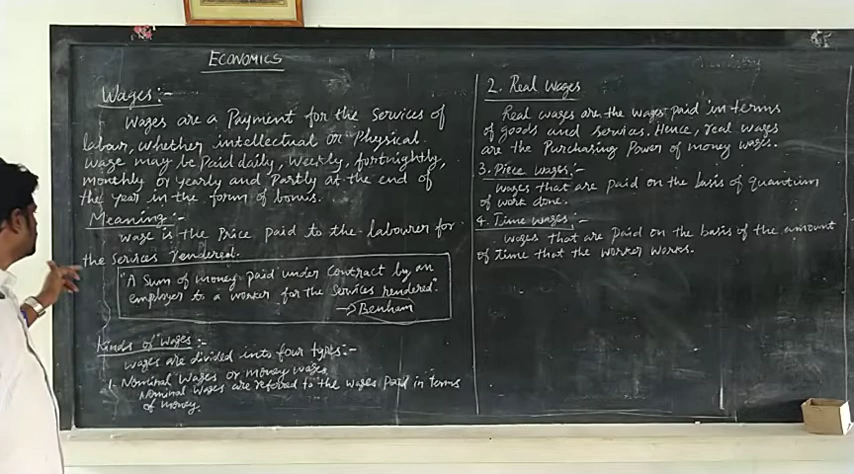 ECONOMICS
Wages:-
Wages are a Payment for the services of
labour, whether intellectual or Physical.
Wage may be Paid daily, Weekly, fortnightly,
monthly or yearly and Partly at the end of
the year in the form of bonus.
Meaning:-
Wage is the Price paid to the labourer for
the services rendered.
"A Sum of money paid under Contract by an
employer to a worker for the services rendered".
→ Benham
Kinds of Wages:-
Wages are divided into four types:-
1. Nominal Wages or money wages
Nominal Wages are referred to the wages Paid in terms
of money.
2. Real Wages
Real wages are the wages paid in terms
of goods and services. Hence, real wages
are the Purchasing Power of money wages.
3. Piece Wages:-
Wages that are paid on the basis of quantum
of work done.
4. Time Wages:-
Wages that are paid on the basis of the amount
of time that the worker works.